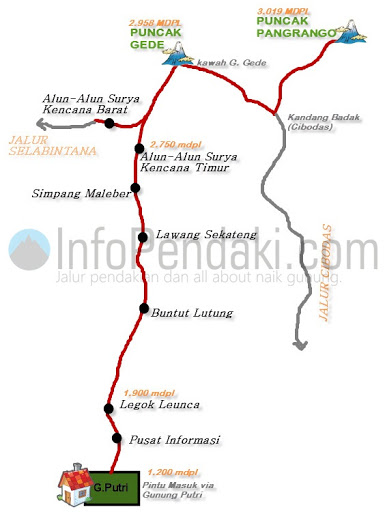 3.019 MDPL
PUNCAK
PANGRANGO
2.958 MDPL
PUNCAK
GEDE
kawah G. Gede
Alun-Alun Surya
Kencana Barat
Kandang Badak
(Cibodas)
JALUR
SELABINTANA
2,750 mdpl
Alun-Alun Surya
Kencana Timur
Simpang Maleber
Lawang Sekateng
InfoPendaki.com
Jalur pendakian dan all about naik gunung.
JALUR CIBODAS
Buntut Lutung
1,900 mdpl
Legok Leunca
Pusat Informasi
1,200 mdpl
G.Putri
Pintu Masuk via
Gunung Putri